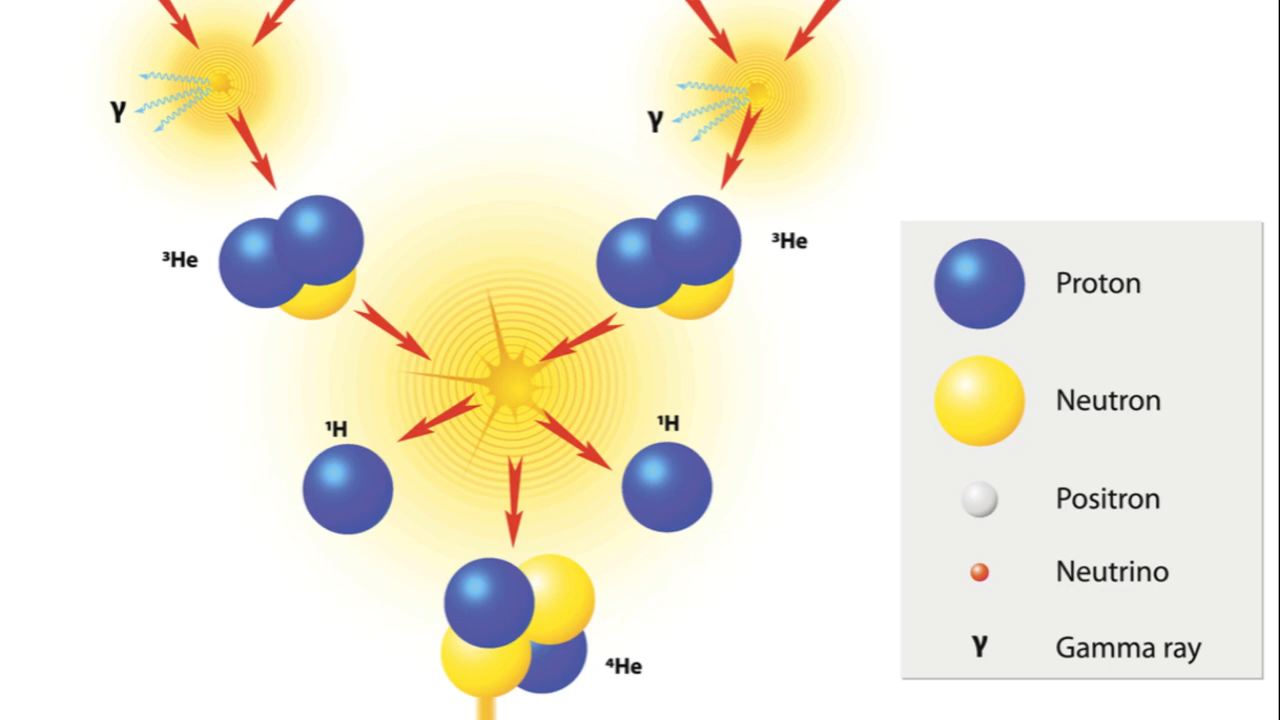 γ
γ
³He
³He
¹H
¹H
⁴He
Proton
Neutron
Positron
Neutrino
γ Gamma ray